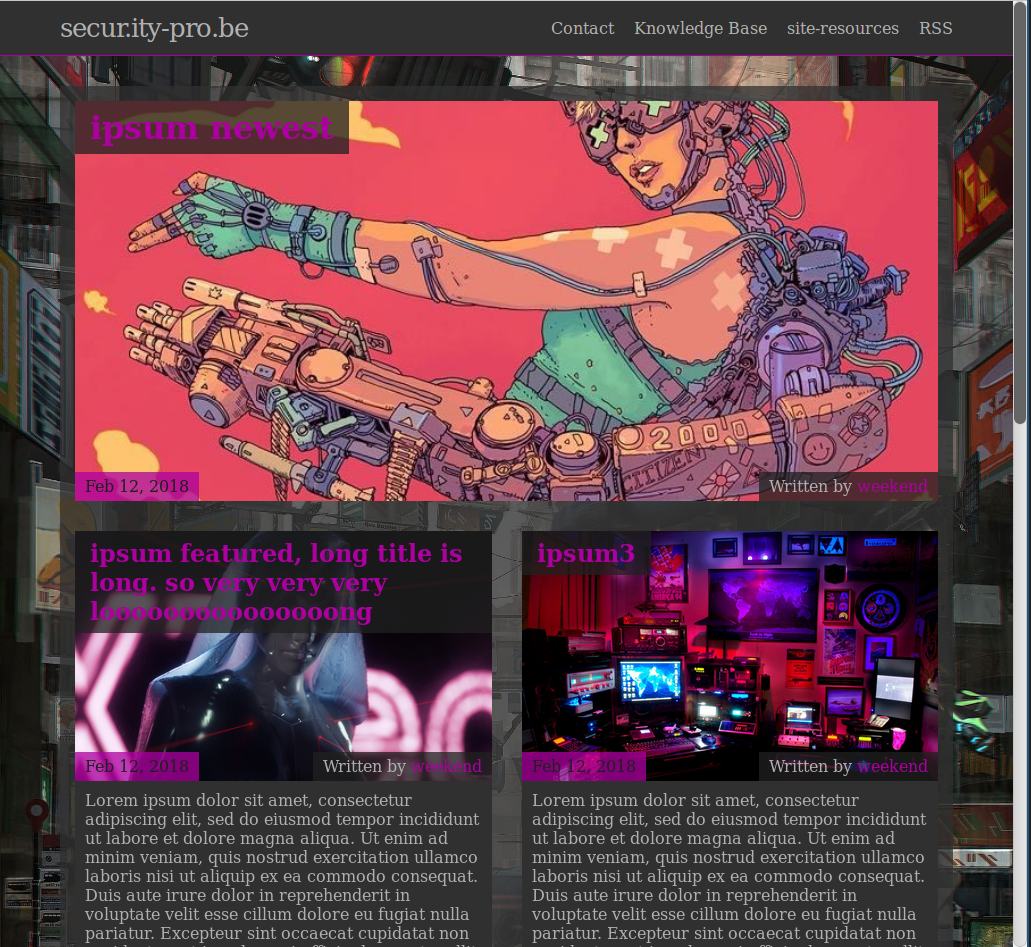 secur.ity-pro.be
Contact Knowledge Base site-resources RSS
ipsum newest
2000
CITIZEN
Feb 12, 2018
Written by weekend
ipsum featured, long title is
long. so very very very
looooooooooooooong
Feb 12, 2018
Written by weekend
Lorem ipsum dolor sit amet, consectetur
adipiscing elit, sed do eiusmod tempor incididunt
ut labore et dolore magna aliqua. Ut enim ad
minim veniam, quis nostrud exercitation ullamco
laboris nisi ut aliquip ex ea commodo consequat.
Duis aute irure dolor in reprehenderit in
voluptate velit esse cillum dolore eu fugiat nulla
pariatur. Excepteur sint occaecat cupidatat non
ipsum3
Feb 12, 2018
Written by weekend
Lorem ipsum dolor sit amet, consectetur
adipiscing elit, sed do eiusmod tempor incididunt
ut labore et dolore magna aliqua. Ut enim ad
minim veniam, quis nostrud exercitation ullamco
laboris nisi ut aliquip ex ea commodo consequat.
Duis aute irure dolor in reprehenderit in
voluptate velit esse cillum dolore eu fugiat nulla
pariatur. Excepteur sint occaecat cupidatat non